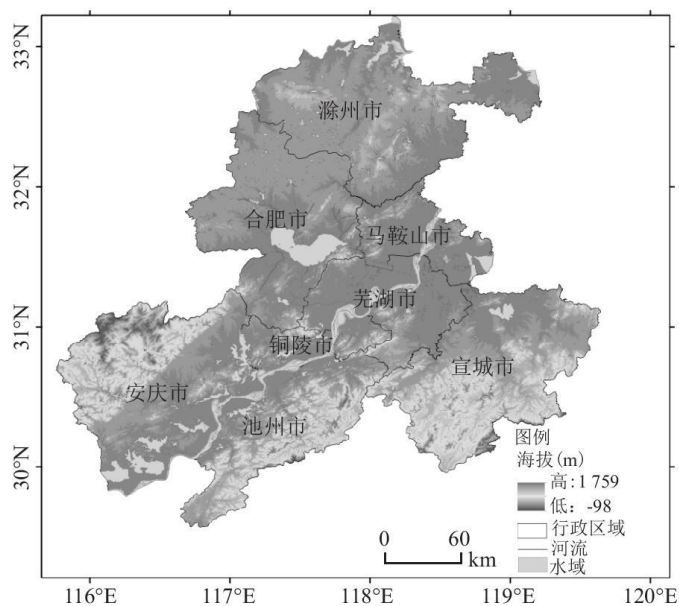 33°N
32°N
31°N
30°N
滁州市
合肥市
马鞍山市
芜湖市
铜陵市
宣城市
安庆市
池州市
图例
海拔(m)
高:1 759
低：-98
行政区域
河流
水域
0 60
km
116°E 117°E 118°E 119°E 120°E